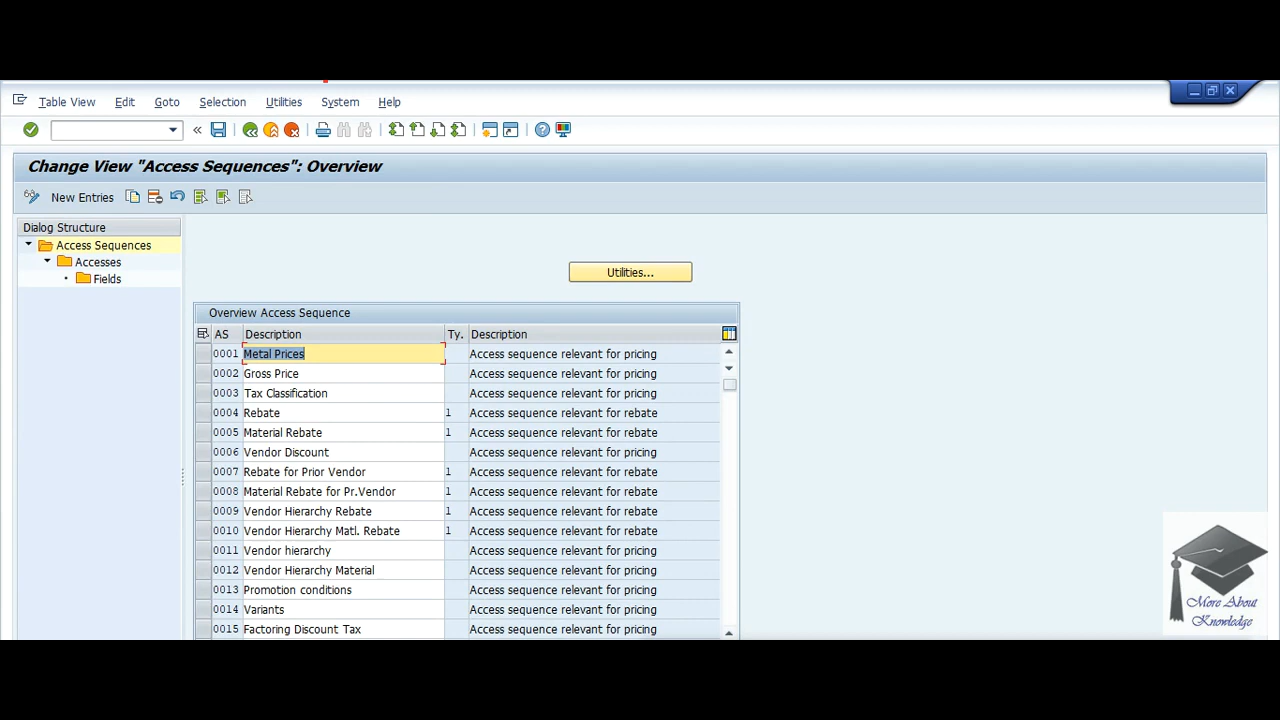 Table View Edit Goto Selection Utilities System Help
Change View "Access Sequences": Overview
New Entries
Dialog Structure
Access Sequences
Accesses
Fields
Utilities...
Overview Access Sequence
AS Description Ty. Description
0001 Metal Prices Access sequence relevant for pricing
0002 Gross Price Access sequence relevant for pricing
0003 Tax Classification Access sequence relevant for pricing
0004 Rebate 1 Access sequence relevant for rebate
0005 Material Rebate 1 Access sequence relevant for rebate
0006 Vendor Discount Access sequence relevant for pricing
0007 Rebate for Prior Vendor 1 Access sequence relevant for rebate
0008 Material Rebate for Pr.Vendor 1 Access sequence relevant for rebate
0009 Vendor Hierarchy Rebate 1 Access sequence relevant for rebate
0010 Vendor Hierarchy Matl. Rebate 1 Access sequence relevant for rebate
0011 Vendor hierarchy Access sequence relevant for pricing
0012 Vendor Hierarchy Material Access sequence relevant for pricing
0013 Promotion conditions Access sequence relevant for pricing
0014 Variants Access sequence relevant for pricing
0015 Factoring Discount Tax Access sequence relevant for pricing
More About
Knowledge